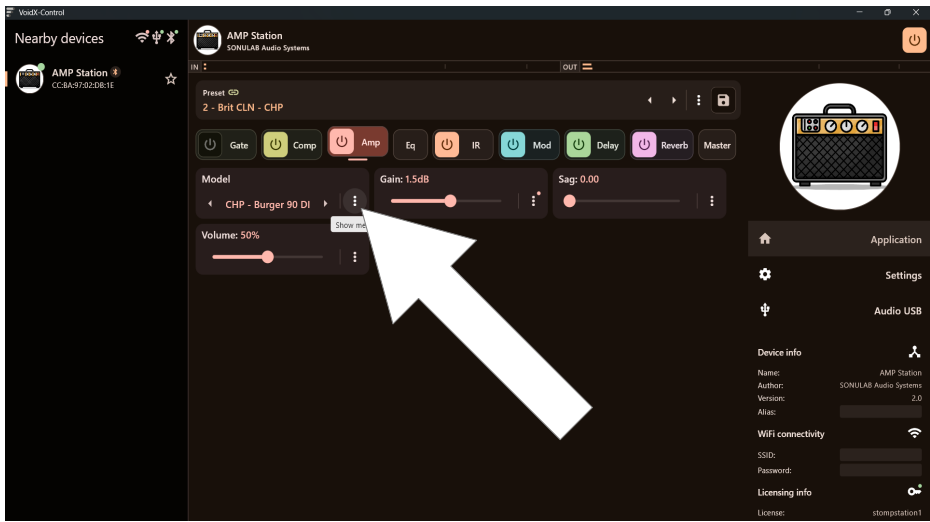 VoidX-Control
Nearby devices
AMP Station
CC:BA:97:02:DB:1E
AMP Station
SONULAB Audio Systems
IN
OUT
Preset
2 - Brit CLN - CHP
Gate
Comp
Amp
Eq
IR
Mod
Delay
Reverb
Master
Model
CHP - Burger 90 DI
Show me
Gain: 1.5dB
Sag: 0.00
Volume: 50%
Application
Settings
Audio USB
Device info
Name: AMP Station
Author: SONULAB Audio Systems
Version: 2.0
Alias:
WiFi connectivity
SSID:
Password:
Licensing info
License: stompstation1